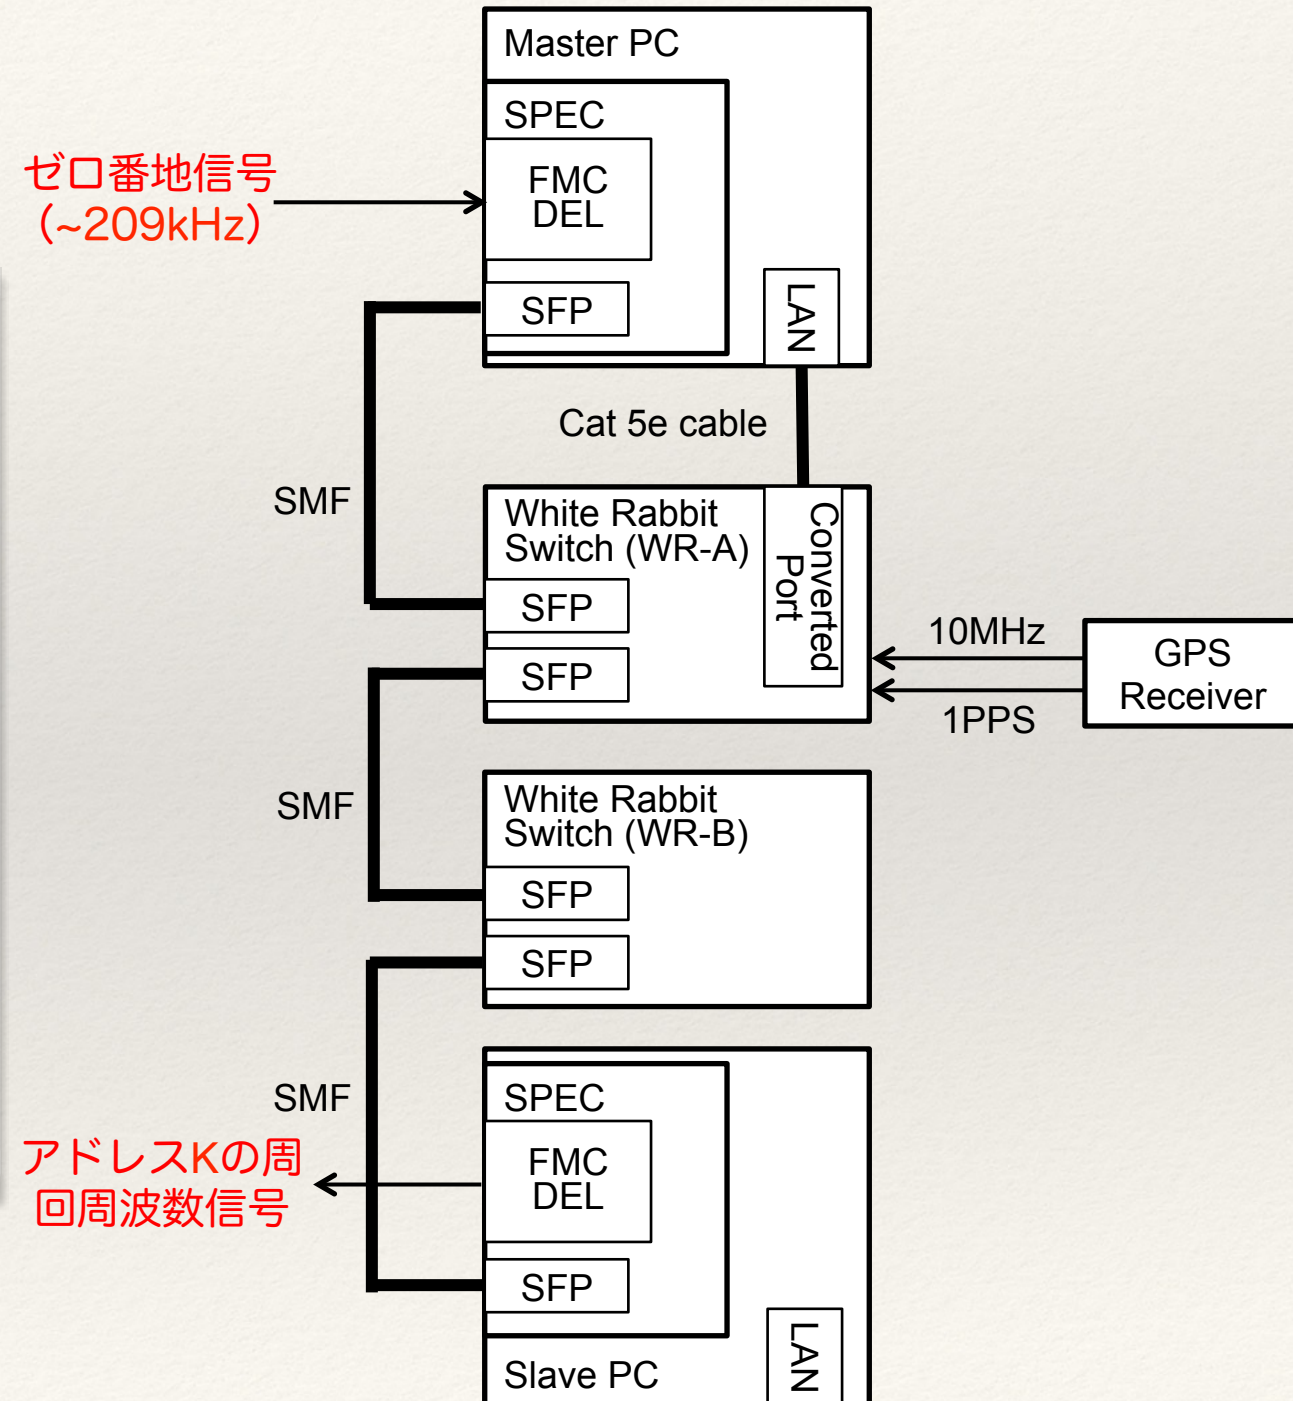 Master PC
SPEC
ゼロ番地信号
(~209kHz)
FMC
DEL
SFP
LAN
Cat 5e cable
SMF
White Rabbit
Switch (WR-A)
Converted
Port
SFP
SFP
10MHz
1PPS
GPS
Receiver
SMF
White Rabbit
Switch (WR-B)
SFP
SFP
SMF
SPEC
アドレスKの周
回周波数信号
FMC
DEL
SFP
LAN
Slave PC